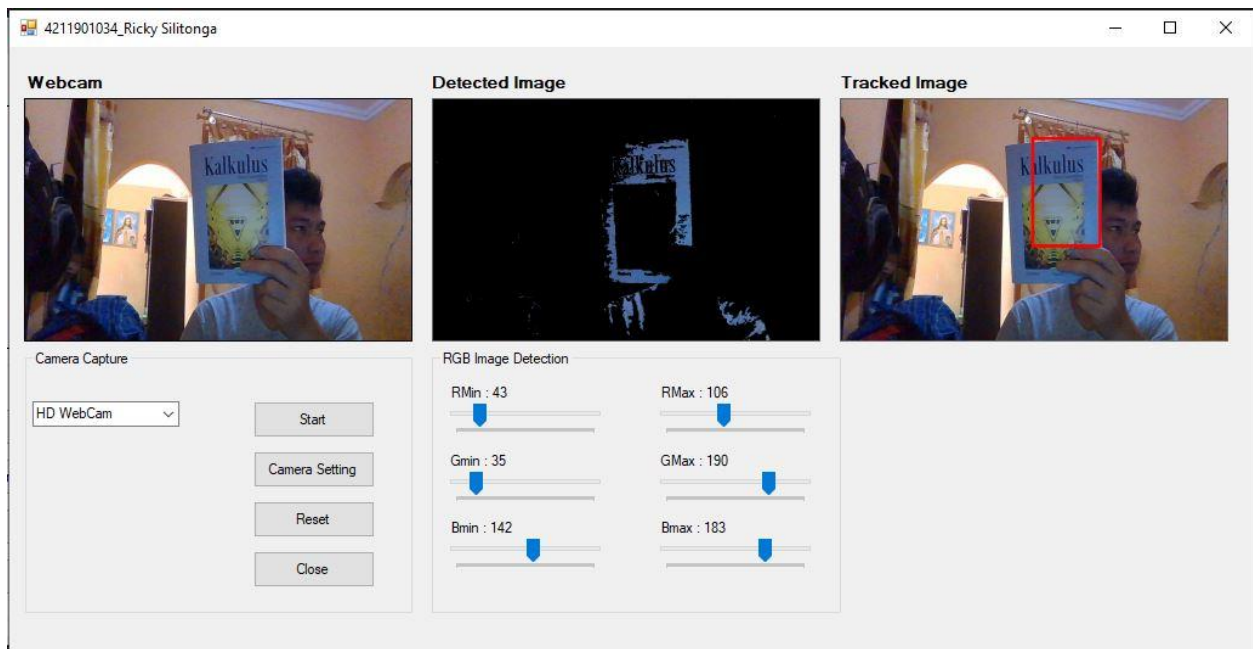 4211901034_Ricky Silitonga
Webcam
Detected Image
Tracked Image
Kalkulus
Kalkulus
Kalkulus
Camera Capture
RGB Image Detection
HD WebCam
Start
Camera Setting
Reset
Close
RMin : 43
RMax : 106
Gmin : 35
GMax : 190
Bmin : 142
Bmax : 183